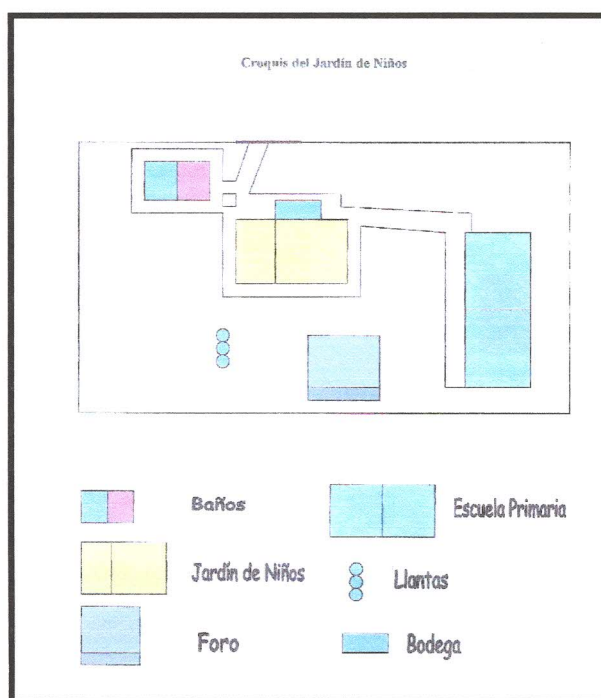 Croquis del Jardín de Niños
Baños
Escuela Primaria
Jardín de Niños
Llantas
Foro
Bodega